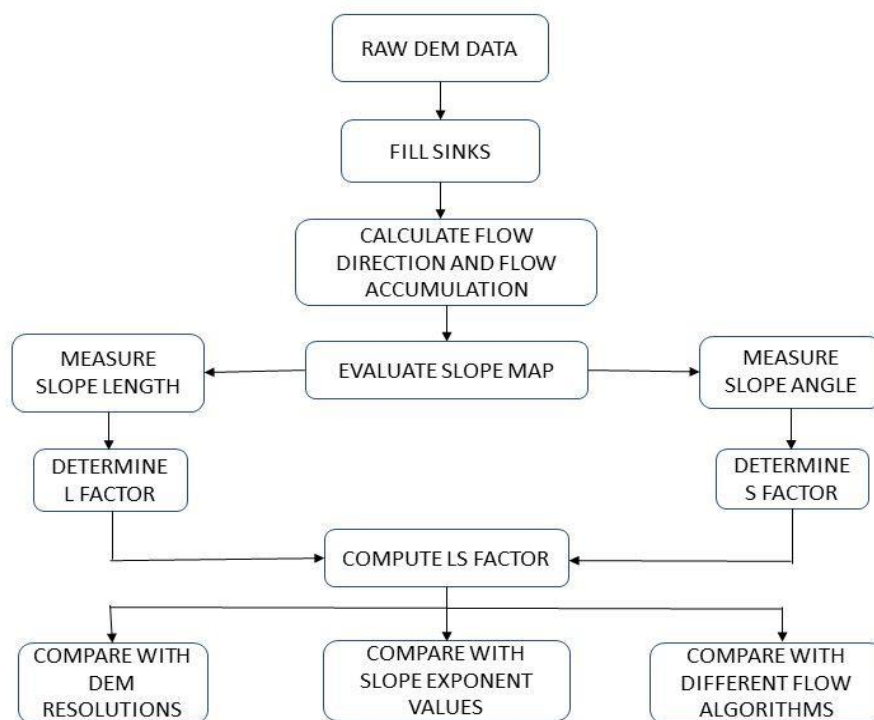 RAW DEM DATA
FILL SINKS
CALCULATE FLOW
DIRECTION AND FLOW
ACCUMULATION
MEASURE
SLOPE LENGTH
EVALUATE SLOPE MAP
MEASURE
SLOPE ANGLE
DETERMINE
L FACTOR
DETERMINE
S FACTOR
COMPUTE LS FACTOR
COMPARE WITH
DEM
RESOLUTIONS
COMPARE WITH
SLOPE EXPONENT
VALUES
COMPARE WITH
DIFFERENT FLOW
ALGORITHMS